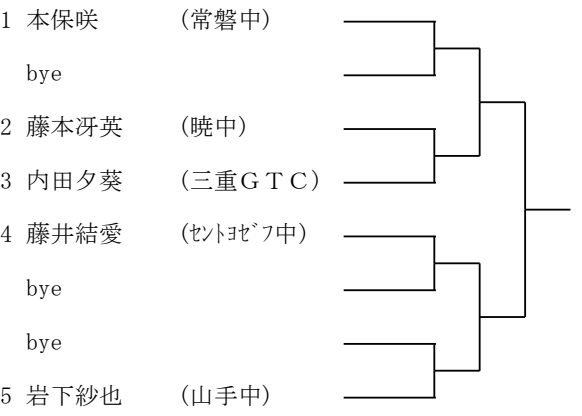 1 本保咲 (常磐中)
bye
2 藤本冴英 (暁中)
3 内田夕葵 (三重ＧＴＣ)
4 藤井結愛 (ｾﾝﾄﾖｾﾞﾌ中)
bye
bye
5 岩下紗也 (山手中)